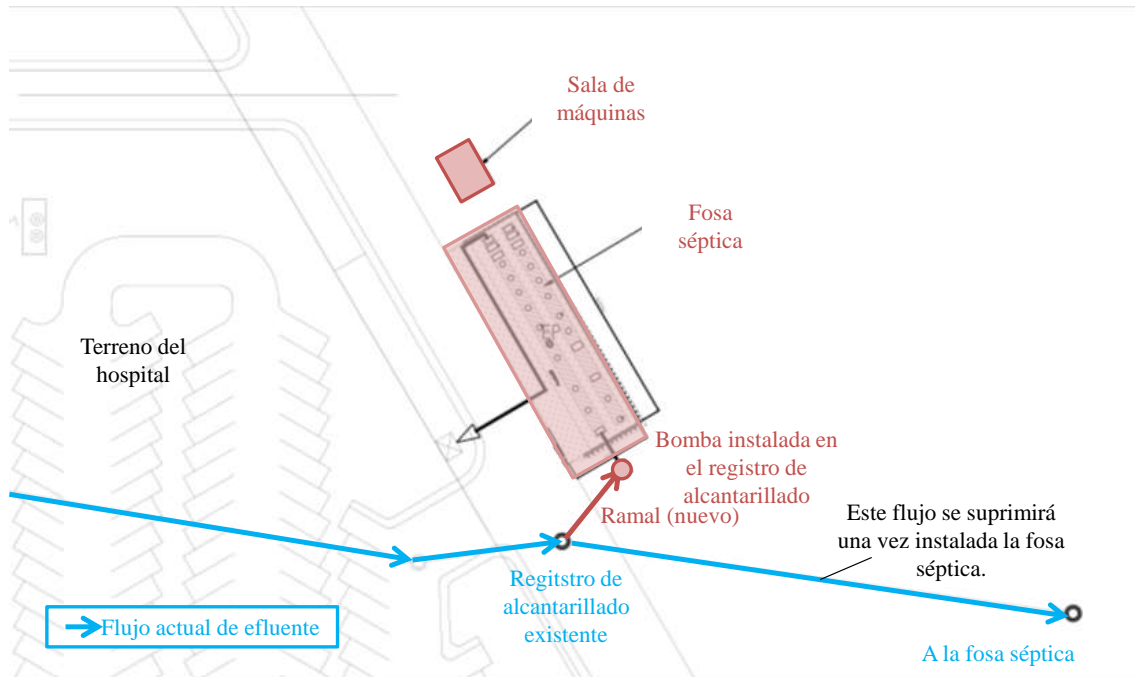 Sala de
máquinas
Fosa
séptica
Terreno del
hospital
Bomba instalada en
el registro de
alcantarillado
Ramal (nuevo)
Este flujo se suprimirá
una vez instalada la fosa
séptica.
Regitstro de
alcantarillado
existente
Flujo actual de efluente
A la fosa séptica